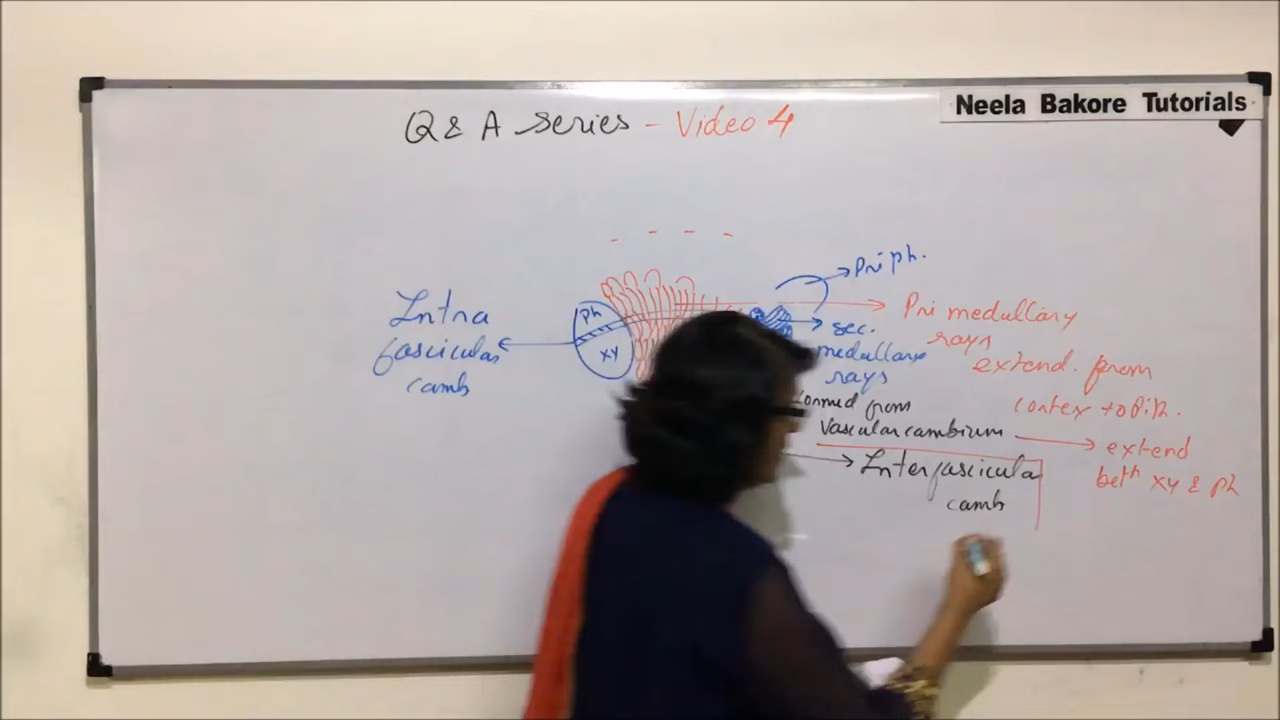 Neela Bakore Tutorials
Q & A series - Video 4
Pri ph.
Pri medullary
rays
extend from
cortex to Pith.
Intra
fascicular
camb
ph
xy
sec.
medullary
rays
formed from
Vascular cambium
extend
betn xy & ph
Interfascicular
camb